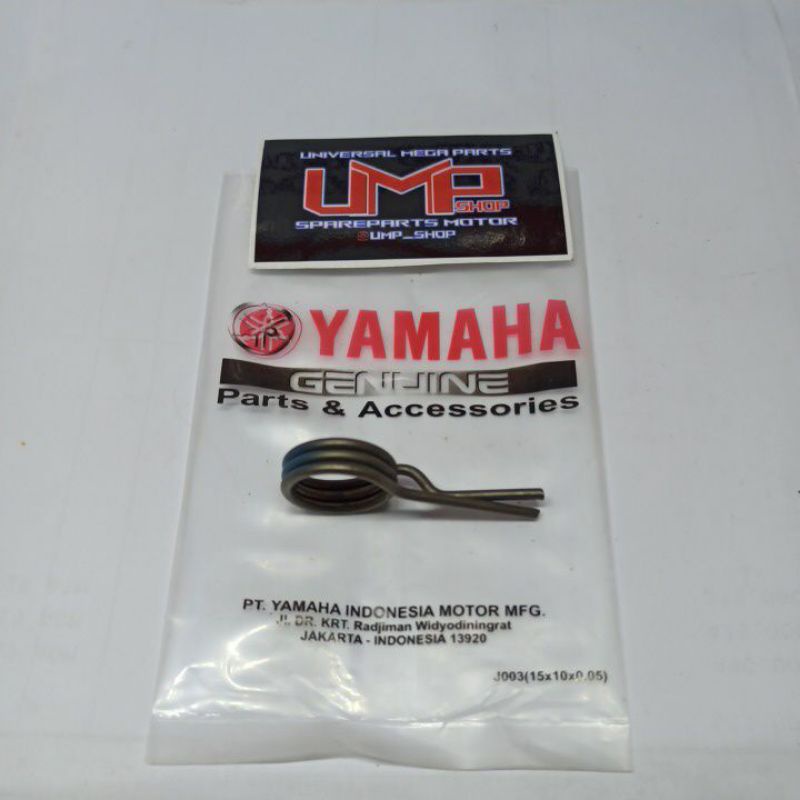 UNIVERSAL MEGA PARTS
UMP
SHOP
SPAREPARTS MOTOR
UMP_SHOP
YAMAHA
GENUINE
Parts & Accessories
PT. YAMAHA INDONESIA MOTOR MFG.
Jl. DR. KRT. Radjiman Widyodiningrat
JAKARTA - INDONESIA 13920
J003(15x10x0.05)